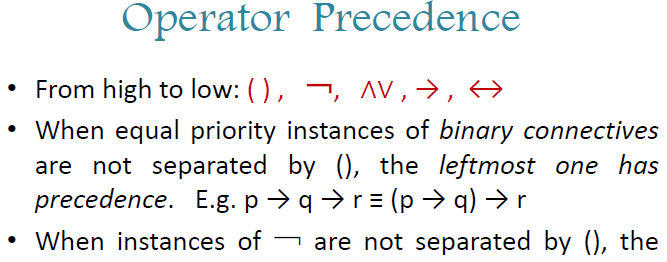 Operator Precedence
• From high to low: ( ) , ¬, ∧∨ , → , ↔
• When equal priority instances of binary connectives
are not separated by (), the leftmost one has
precedence. E.g. p → q → r ≡ (p → q) → r
• When instances of ¬ are not separated by (), the